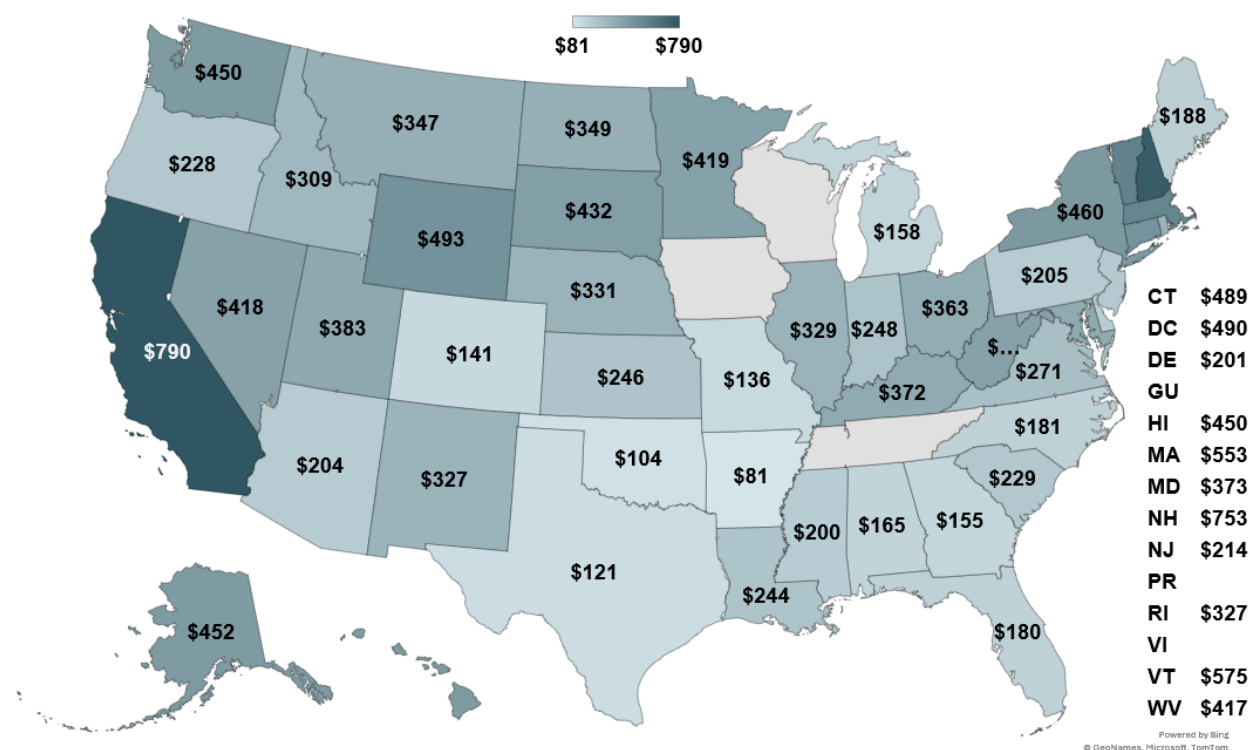 $81 $790
$450
$347
$349
$419
$188
$228
$309
$432
$460
$493
$158
$205
$331
$418
$383
$363
$329 $248
$141
$790
$...
$271
$246
$136
$372
$181
$204
$327
$104
$81
$229
$200 $165 $155
$121
$244
$452
$180
CT $489
DC $490
DE $201
GU
HI $450
MA $553
MD $373
NH $753
NJ $214
PR
RI $327
VI
VT $575
WV $417
Powered by Bing
© GeoNames, Microsoft, TomTom